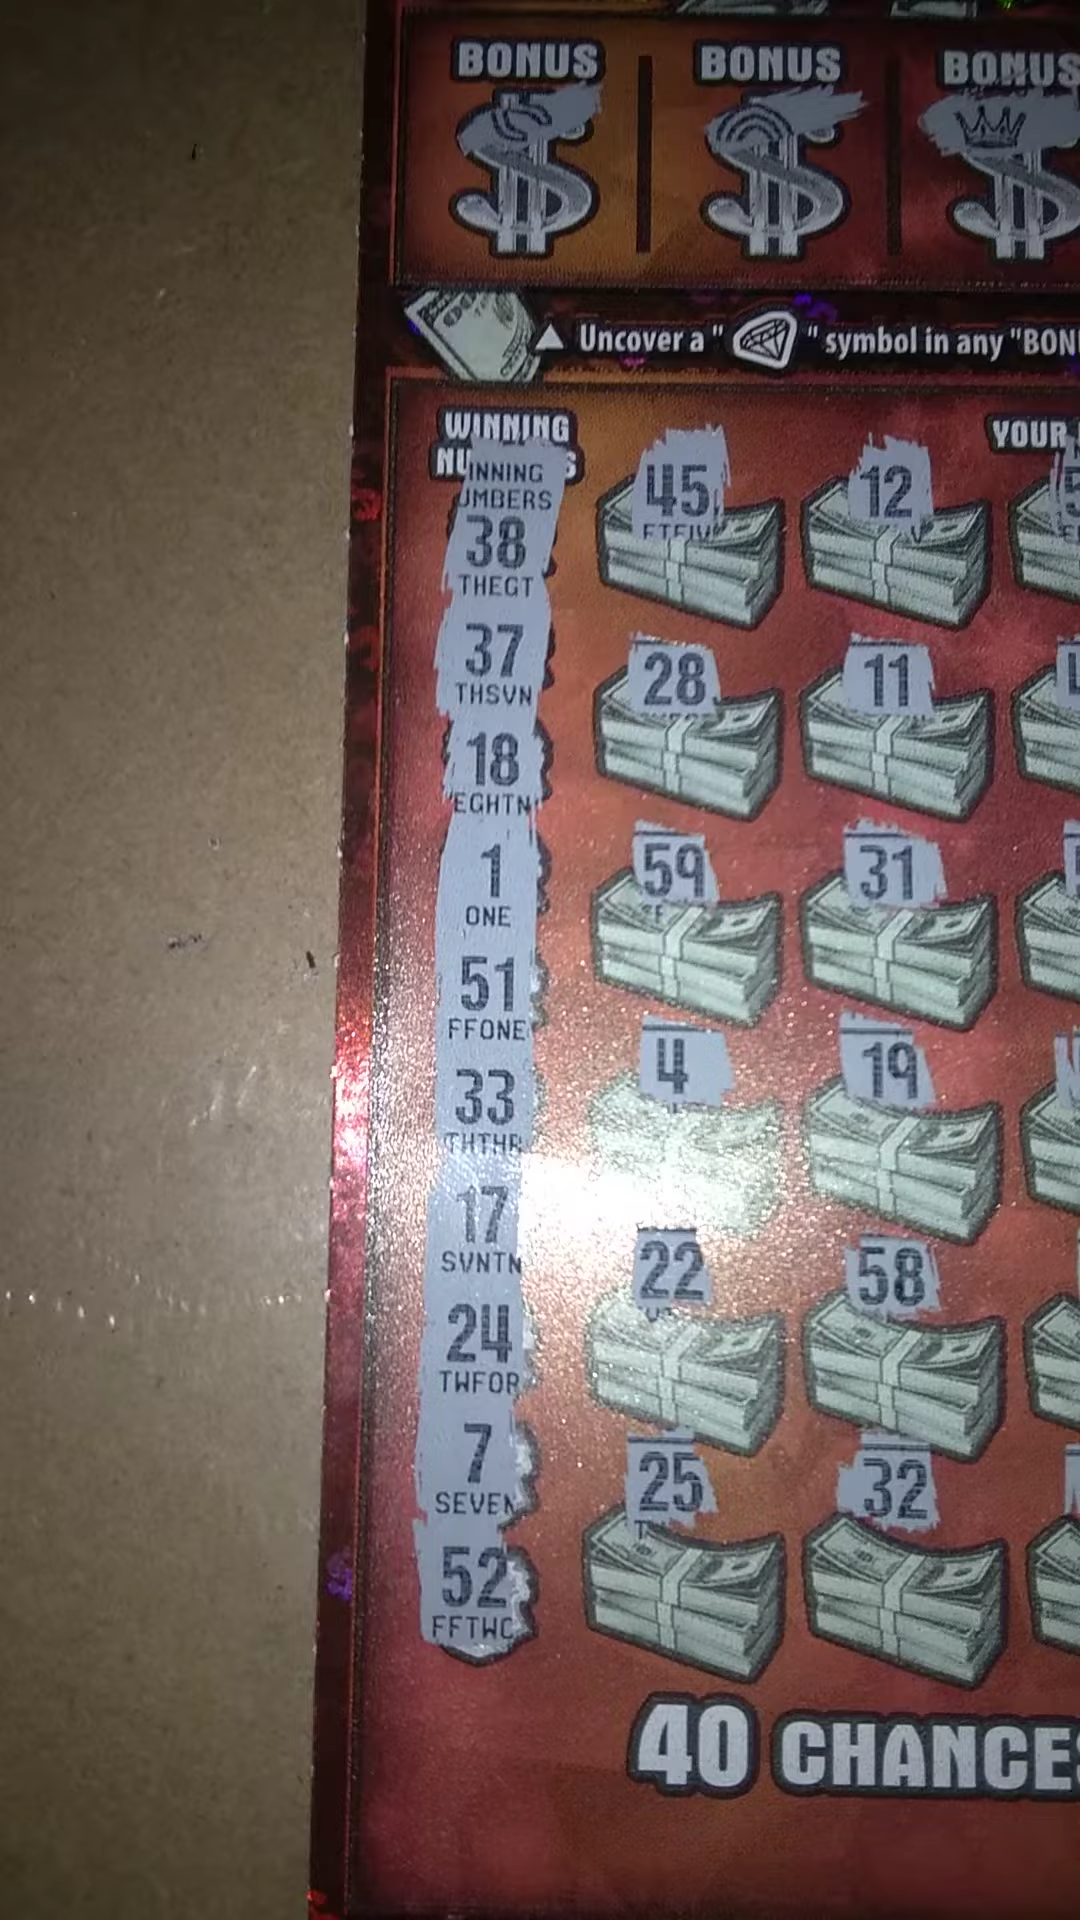 BONUS BONUS BONUS
Uncover a " " symbol in any "BON
WINNING
YOUR
INNING
UMBERS
45 12
38
THEGT
37
THSVN
28 11
18
EGHTN
1
ONE
59 31
51
FFONE
33
THTHR
4 19
17
SVNTN
24
TWFOR
22 58
7
SEVEN
25 32
52
FFTWO
40 CHANCES